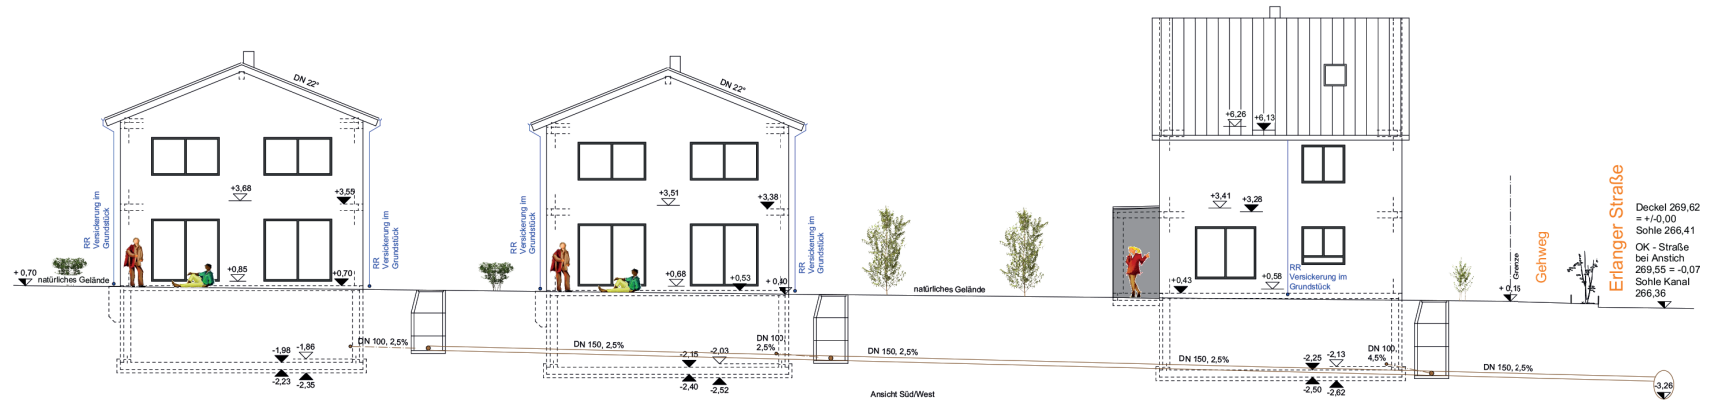 DN 22°
DN 22°
+6,26
+6,13
+3,68
+3,55
+3,51
+3,38
+3,41
+3,28
RR
Versickerung im
Grundstück
RR
Versickerung im
Grundstück
RR
Versickerung im
Grundstück
RR
Versickerung im
Grundstück
RR
Versickerung im
Grundstück
Grenze
Gehweg
Erlanger Straße
Deckel 269,62
= +/-0,00
Sohle 266,41
OK - Straße
bei Anstich
269,55 = -0,07
Sohle Kanal
266,36
+ 0,70
natürliches Gelände
+0,85
+0,70
+0,68
+0,53
+ 0,40
natürliches Gelände
+0,43
+0,58
+ 0,15
-1,98
-1,86
-2,23
-2,35
DN 100, 2,5%
DN 150, 2,5%
-2,15
-2,03
-2,40
-2,52
DN 100
2,5%
DN 150, 2,5%
DN 150, 2,5%
-2,25
-2,13
-2,50
-2,62
DN 100
4,5%
DN 150, 2,5%
-3,26
Ansicht Süd/West